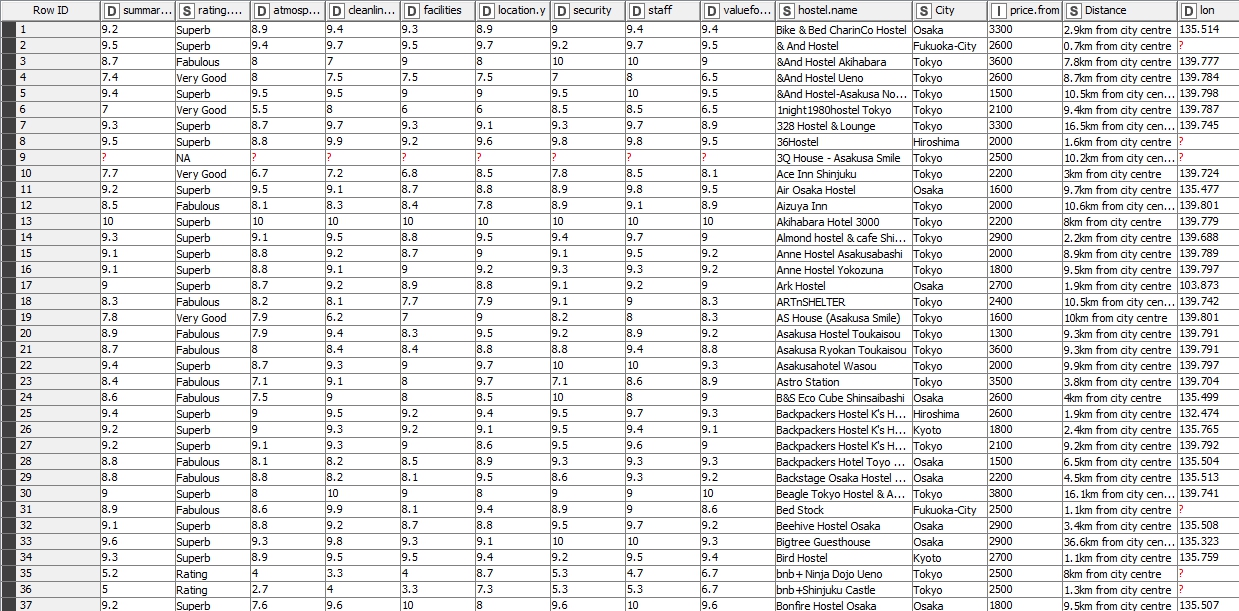 Row ID D summar... S rating.... D atmosp... D cleanlin... D facilities D location.y D security D staff D valuefo... S hostel.name S City I price.from S Distance D lon
1 9.2 Superb 8.9 9.4 9.3 8.9 9 9.4 9.4 Bike & Bed CharinCo Hostel Osaka 3300 2.9km from city centre 135.514
2 9.5 Superb 9.4 9.7 9.5 9.7 9.2 9.7 9.5 & And Hostel Fukuoka-City 2600 0.7km from city centre ?
3 8.7 Fabulous 8 7 9 8 10 10 9 &And Hostel Akihabara Tokyo 3600 7.8km from city centre 139.777
4 7.4 Very Good 8 7.5 7.5 7.5 7 8 6.5 &And Hostel Ueno Tokyo 2600 8.7km from city centre 139.784
5 9.4 Superb 9.5 9.5 9 9 9.5 10 9.5 &And Hostel-Asakusa No... Tokyo 1500 10.5km from city cen... 139.798
6 7 Very Good 5.5 8 6 6 8.5 8.5 6.5 1night1980hostel Tokyo Tokyo 2100 9.4km from city centre 139.787
7 9.3 Superb 8.7 9.7 9.3 9.1 9.3 9.7 8.9 328 Hostel & Lounge Tokyo 3300 16.5km from city cen... 139.745
8 9.5 Superb 8.8 9.9 9.2 9.6 9.8 9.8 9.5 36Hostel Hiroshima 2000 1.6km from city centre ?
9 ? NA ? ? ? ? ? ? ? 3Q House - Asakusa Smile Tokyo 2500 10.2km from city cen... ?
10 7.7 Very Good 6.7 7.2 6.8 8.5 7.8 8.5 8.1 Ace Inn Shinjuku Tokyo 2200 3km from city centre 139.724
11 9.2 Superb 9.5 9.1 8.7 8.8 8.9 9.8 9.5 Air Osaka Hostel Osaka 1600 9.7km from city centre 135.477
12 8.5 Fabulous 8.1 8.3 8.4 7.8 8.9 9.1 8.9 Aizuya Inn Tokyo 2000 10.6km from city cen... 139.801
13 10 Superb 10 10 10 10 10 10 10 Akihabara Hotel 3000 Tokyo 2200 8km from city centre 139.779
14 9.3 Superb 9.1 9.5 8.8 9.5 9.4 9.7 9 Almond hostel & cafe Shi... Tokyo 2900 2.2km from city centre 139.688
15 9.1 Superb 8.8 9.2 8.7 9 9.1 9.5 9.2 Anne Hostel Asakusabashi Tokyo 2000 8.9km from city centre 139.789
16 9.1 Superb 8.8 9.1 9 9.2 9.3 9.3 9.2 Anne Hostel Yokozuna Tokyo 1800 9.5km from city centre 139.797
17 9 Superb 8.7 9.2 8.9 8.8 9.1 9.2 9 Ark Hostel Osaka 2700 1.9km from city centre 103.873
18 8.3 Fabulous 8.2 8.1 7.7 7.9 9.1 9 8.3 ARTnSHELTER Tokyo 2400 10.5km from city cen... 139.742
19 7.8 Very Good 7.9 6.2 7 9 8.2 8 8.3 AS House (Asakusa Smile) Tokyo 1600 10km from city centre 139.801
20 8.9 Fabulous 7.9 9.4 8.3 9.5 9.2 8.9 9.2 Asakusa Hostel Toukaisou Tokyo 1300 9.3km from city centre 139.791
21 8.7 Fabulous 8 8.4 8.4 8.8 8.8 9.4 8.8 Asakusa Ryokan Toukaisou Tokyo 3600 9.3km from city centre 139.791
22 9.4 Superb 8.7 9.3 9 9.7 10 10 9.3 Asakusahotel Wasou Tokyo 2000 9.9km from city centre 139.797
23 8.4 Fabulous 7.1 9.1 8 9.7 7.1 8.6 8.9 Astro Station Tokyo 3500 3.8km from city centre 139.704
24 8.6 Fabulous 7.5 9 8 8.5 10 8 9 B&S Eco Cube Shinsaibashi Osaka 2600 4km from city centre 135.499
25 9.4 Superb 9 9.5 9.2 9.4 9.5 9.7 9.3 Backpackers Hostel K's H... Hiroshima 2600 1.9km from city centre 132.474
26 9.2 Superb 9 9.3 9.2 9.1 9.5 9.4 9.1 Backpackers Hostel K's H... Kyoto 1800 2.4km from city centre 135.765
27 9.2 Superb 9.1 9.3 9 8.6 9.5 9.6 9 Backpackers Hostel K's H... Tokyo 2100 9.2km from city centre 139.792
28 8.8 Fabulous 8.1 8.2 8.5 8.9 9.3 9.3 9.3 Backpackers Hotel Toyo ... Osaka 1500 6.5km from city centre 135.504
29 8.8 Fabulous 8.8 8.2 8.1 9.5 8.6 9.3 9.2 Backstage Osaka Hostel ... Osaka 2200 4.5km from city centre 135.513
30 9 Superb 8 10 9 8 9 9 10 Beagle Tokyo Hostel & A... Tokyo 3800 16.1km from city cen... 139.741
31 8.9 Fabulous 8.6 9.9 8.1 9.4 8.9 9 8.6 Bed Stock Fukuoka-City 2500 1.1km from city centre ?
32 9.1 Superb 8.8 9.2 8.7 8.8 9.5 9.7 9.2 Beehive Hostel Osaka Osaka 2900 3.4km from city centre 135.508
33 9.6 Superb 9.3 9.8 9.3 9.1 10 10 9.3 Bigtree Guesthouse Osaka 2900 36.6km from city cen... 135.323
34 9.3 Superb 8.9 9.5 9.5 9.4 9.2 9.5 9.4 Bird Hostel Kyoto 2700 1.1km from city centre 135.759
35 5.2 Rating 4 3.3 4 8.7 5.3 4.7 6.7 bnb+ Ninja Dojo Ueno Tokyo 2500 8km from city centre ?
36 5 Rating 2.7 4 3.3 7.3 5.3 5.3 6.7 bnb+Shinjuku Castle Tokyo 2500 1.3km from city centre ?
37 9.2 Superb 7.6 9.6 10 8 9.6 10 9.6 Bonfire Hostel Osaka Osaka 1800 9.5km from city centre 135.507